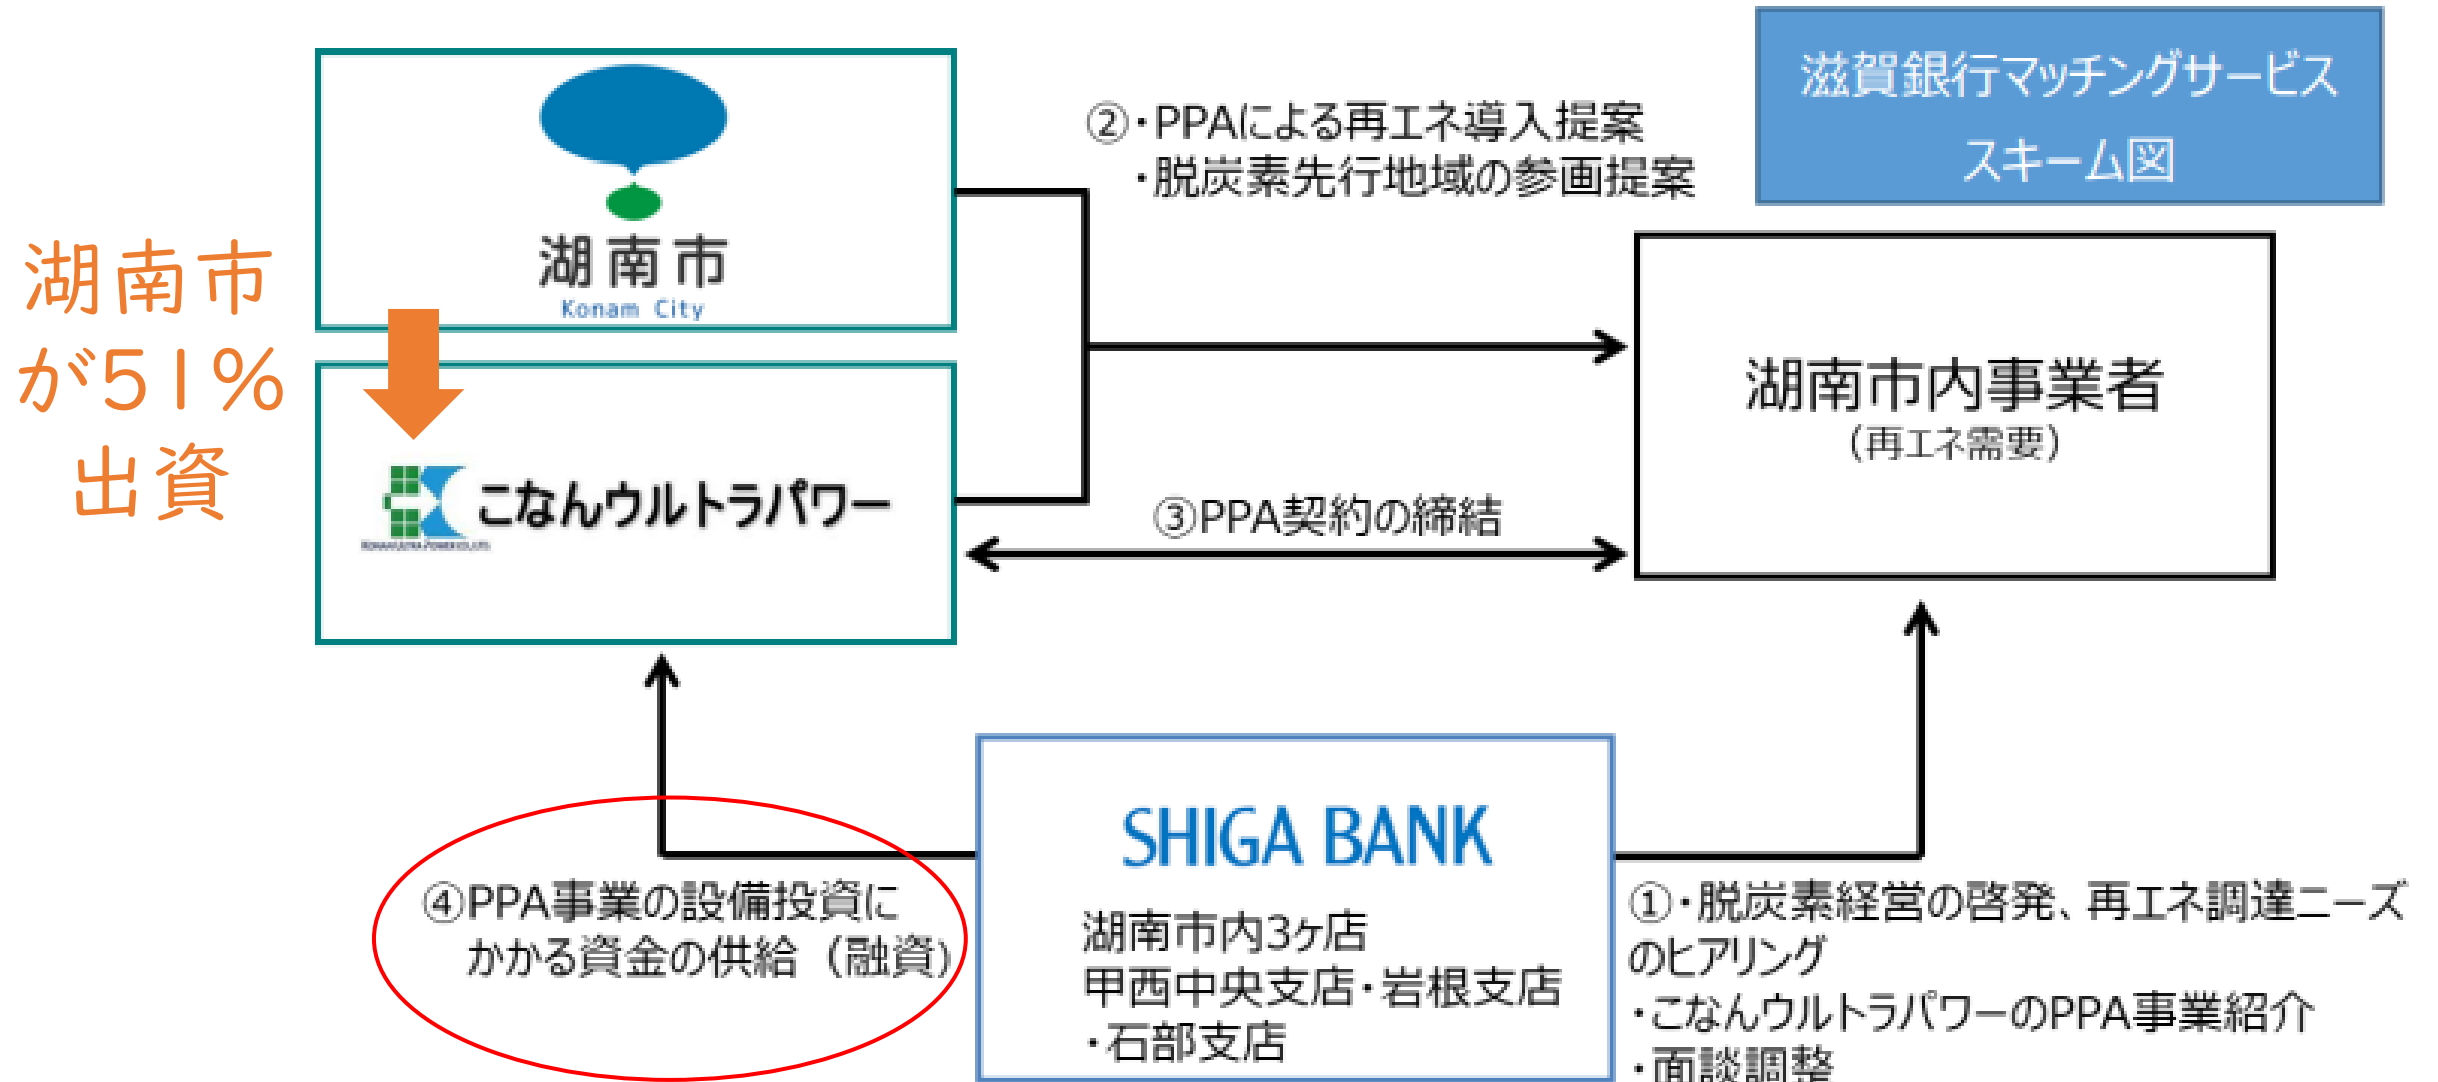 滋賀銀行マッチングサービス
スキーム図
湖南市
Konam City
湖南市
が51%
出資
②・PPAによる再エネ導入提案
・脱炭素先行地域の参画提案
湖南市内事業者
(再エネ需要)
こなんウルトラパワー
③PPA契約の締結
④PPA事業の設備投資に
かかる資金の供給（融資)
SHIGA BANK
湖南市内3ヶ店
甲西中央支店・岩根支店
・石部支店
①・脱炭素経営の啓発、再エネ調達ニーズ
のヒアリング
・こなんウルトラパワーのPPA事業紹介
・面談調整